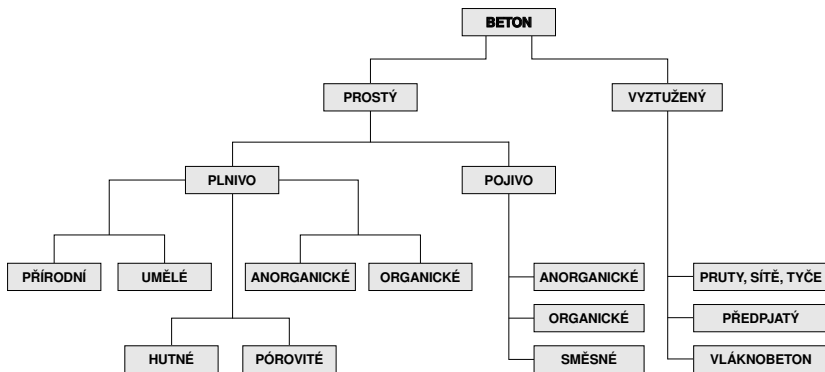 BETON
PROSTÝ
VYZTUŽENÝ
PLNIVO
POJIVO
PŘÍRODNÍ
UMĚLÉ
ANORGANICKÉ
ORGANICKÉ
ANORGANICKÉ
PRUTY, SÍTĚ, TYČE
ORGANICKÉ
PŘEDPJATÝ
HUTNÉ
PÓROVITÉ
SMĚSNÉ
VLÁKNOBETON